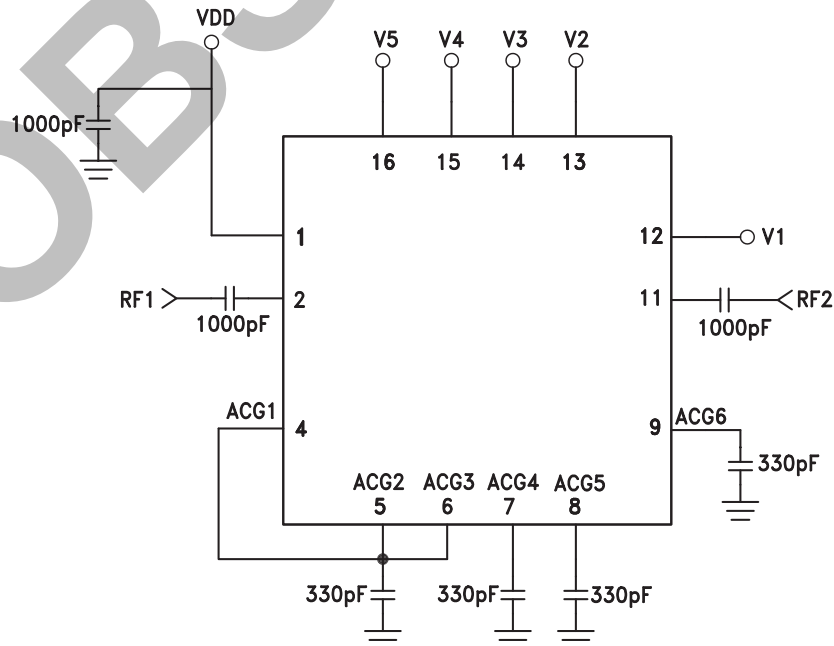 VDD
V5 V4 V3 V2
1000pF
16 15 14 13
1 12 V1
RF1 2 11 RF2
1000pF 1000pF
ACG1 4 9 ACG6
330pF
ACG2 ACG3 ACG4 ACG5
5 6 7 8
330pF 330pF 330pF